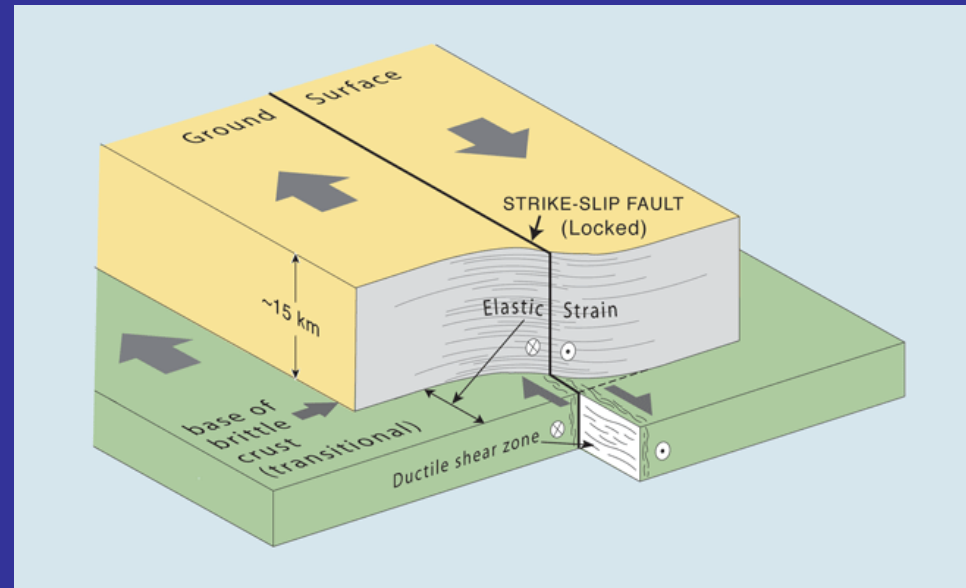 Ground Surface
STRIKE-SLIP FAULT
(Locked)
~15 km
Elastic Strain
base of
brittle
crust
(transitional)
Ductile shear zone